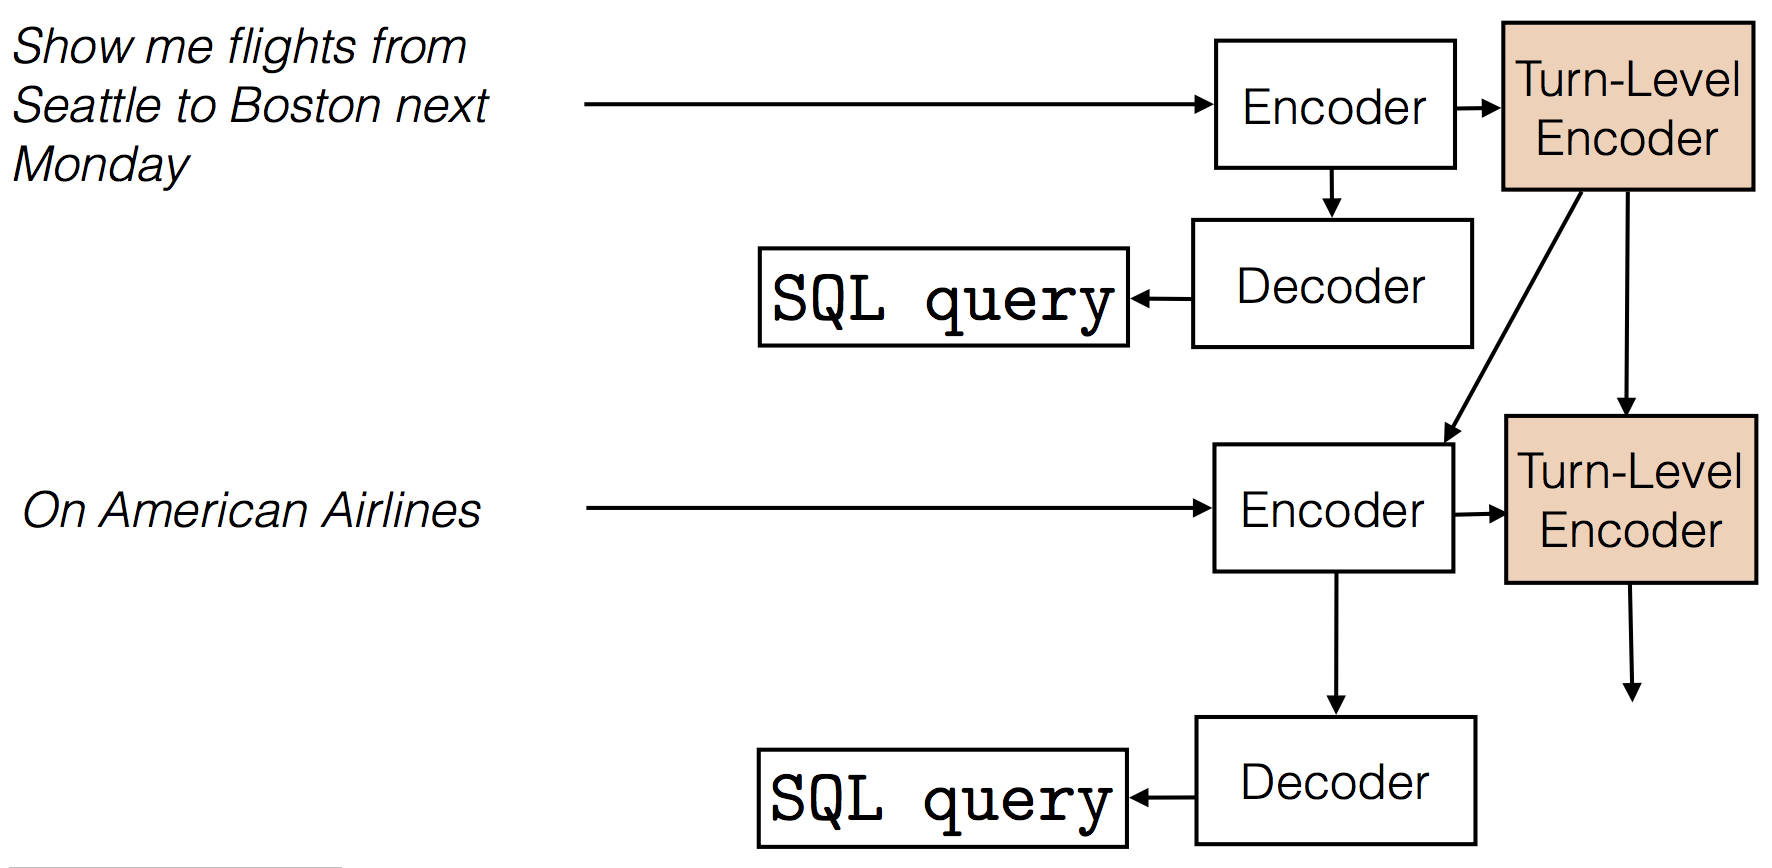 Show me flights from
Seattle to Boston next
Monday
Encoder
Turn-Level
Encoder
SQL query
Decoder
On American Airlines
Encoder
Turn-Level
Encoder
SQL query
Decoder